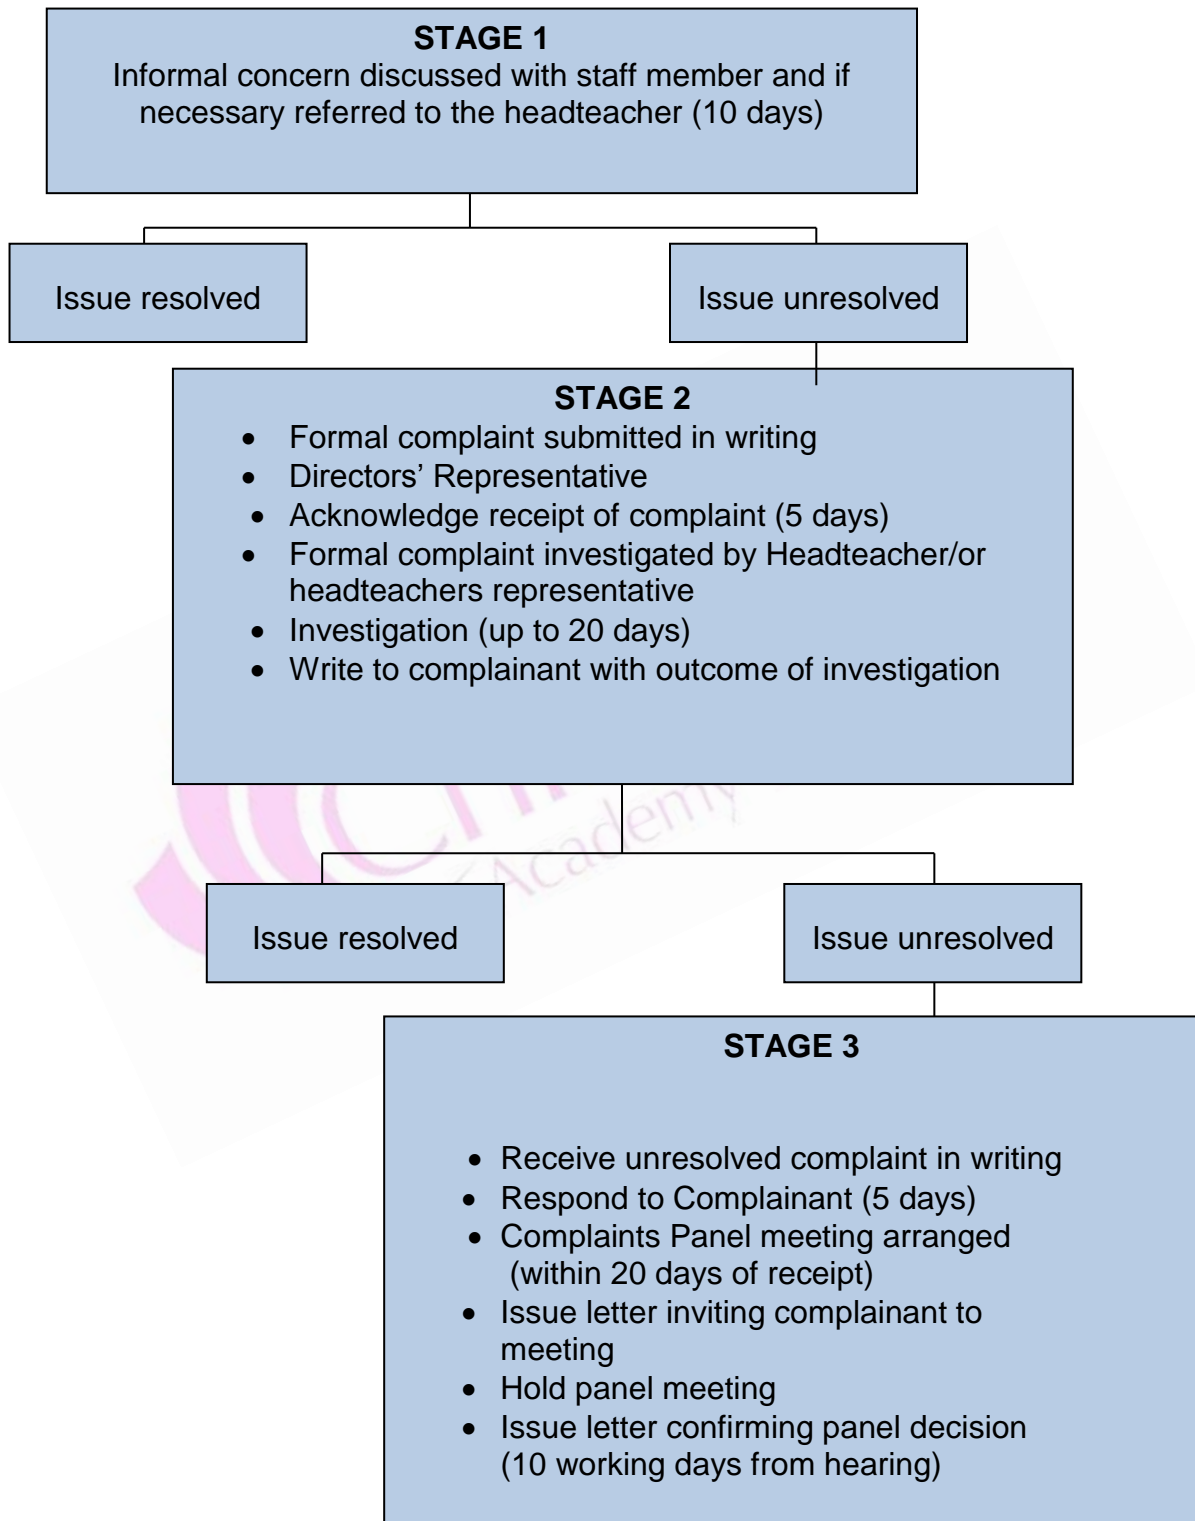 STAGE 1
Informal concern discussed with staff member and if
necessary referred to the headteacher (10 days)
Issue resolved
Issue unresolved
STAGE 2
• Formal complaint submitted in writing
• Directors’ Representative
• Acknowledge receipt of complaint (5 days)
• Formal complaint investigated by Headteacher/or
headteachers representative
• Investigation (up to 20 days)
• Write to complainant with outcome of investigation
Academy
Issue resolved
Issue unresolved
STAGE 3
• Receive unresolved complaint in writing
• Respond to Complainant (5 days)
• Complaints Panel meeting arranged
(within 20 days of receipt)
• Issue letter inviting complainant to
meeting
• Hold panel meeting
• Issue letter confirming panel decision
(10 working days from hearing)